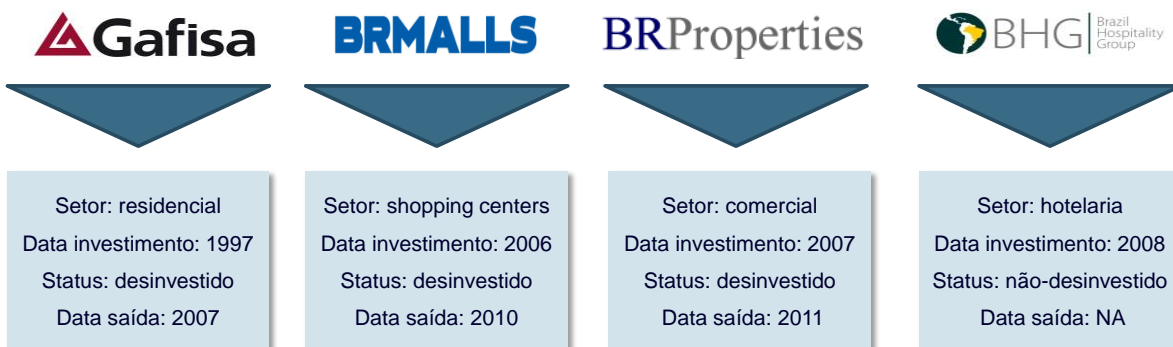 Gafisa
BRMALLS
BRProperties
BHG
Brazil
Hospitality
Group
Setor: residencial
Data investimento: 1997
Status: desinvestido
Data saída: 2007
Setor: shopping centers
Data investimento: 2006
Status: desinvestido
Data saída: 2010
Setor: comercial
Data investimento: 2007
Status: desinvestido
Data saída: 2011
Setor: hotelaria
Data investimento: 2008
Status: não-desinvestido
Data saída: NA